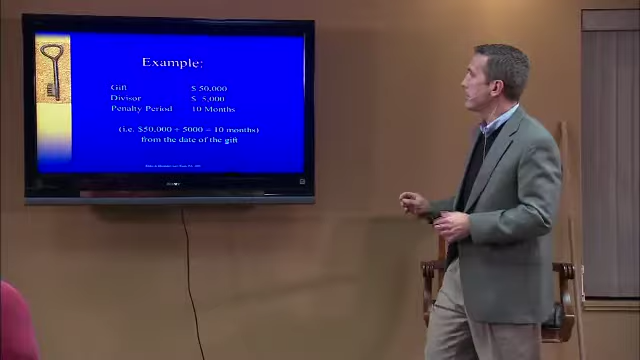 Example:
Gift $ 50,000
Divisor $ 5,000
Penalty Period 10 Months
(i.e. $50,000 ÷ 5000 = 10 months)
from the date of the gift